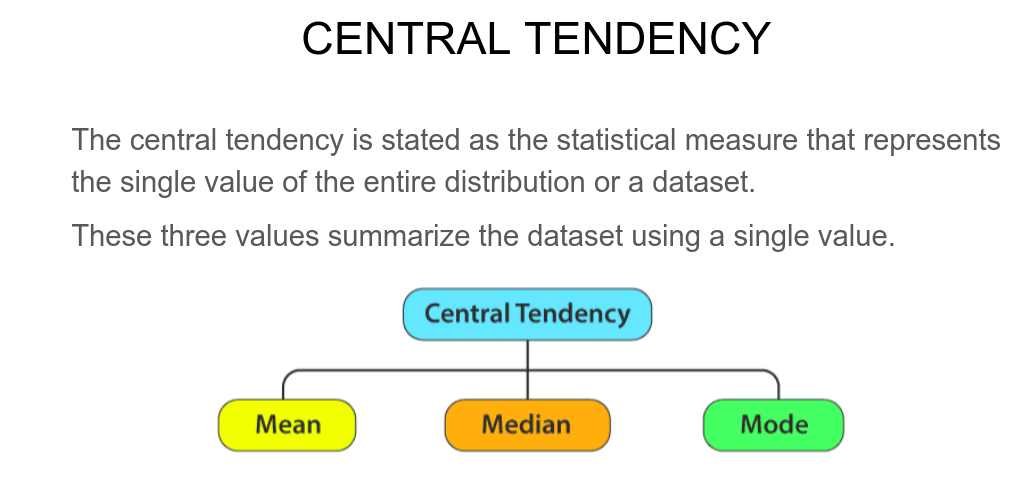 CENTRAL TENDENCY
The central tendency is stated as the statistical measure that represents
the single value of the entire distribution or a dataset.
These three values summarize the dataset using a single value.
Central Tendency
Mean
Median
Mode